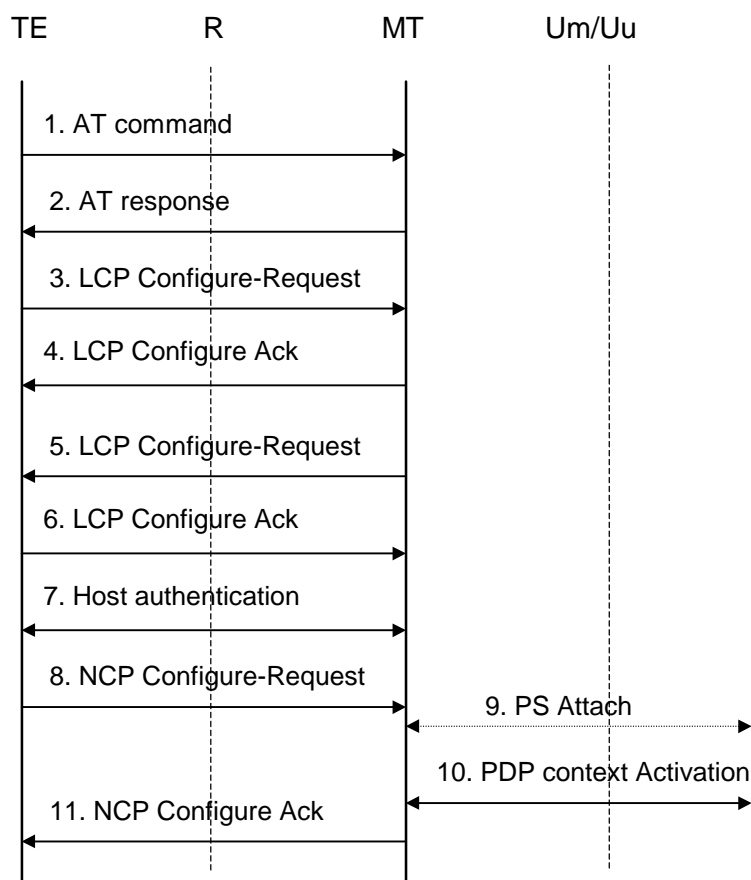 TE R MT Um/Uu
1. AT command
2. AT response
3. LCP Configure-Request
4. LCP Configure Ack
5. LCP Configure-Request
6. LCP Configure Ack
7. Host authentication
8. NCP Configure-Request
9. PS Attach
10. PDP context Activation
11. NCP Configure Ack